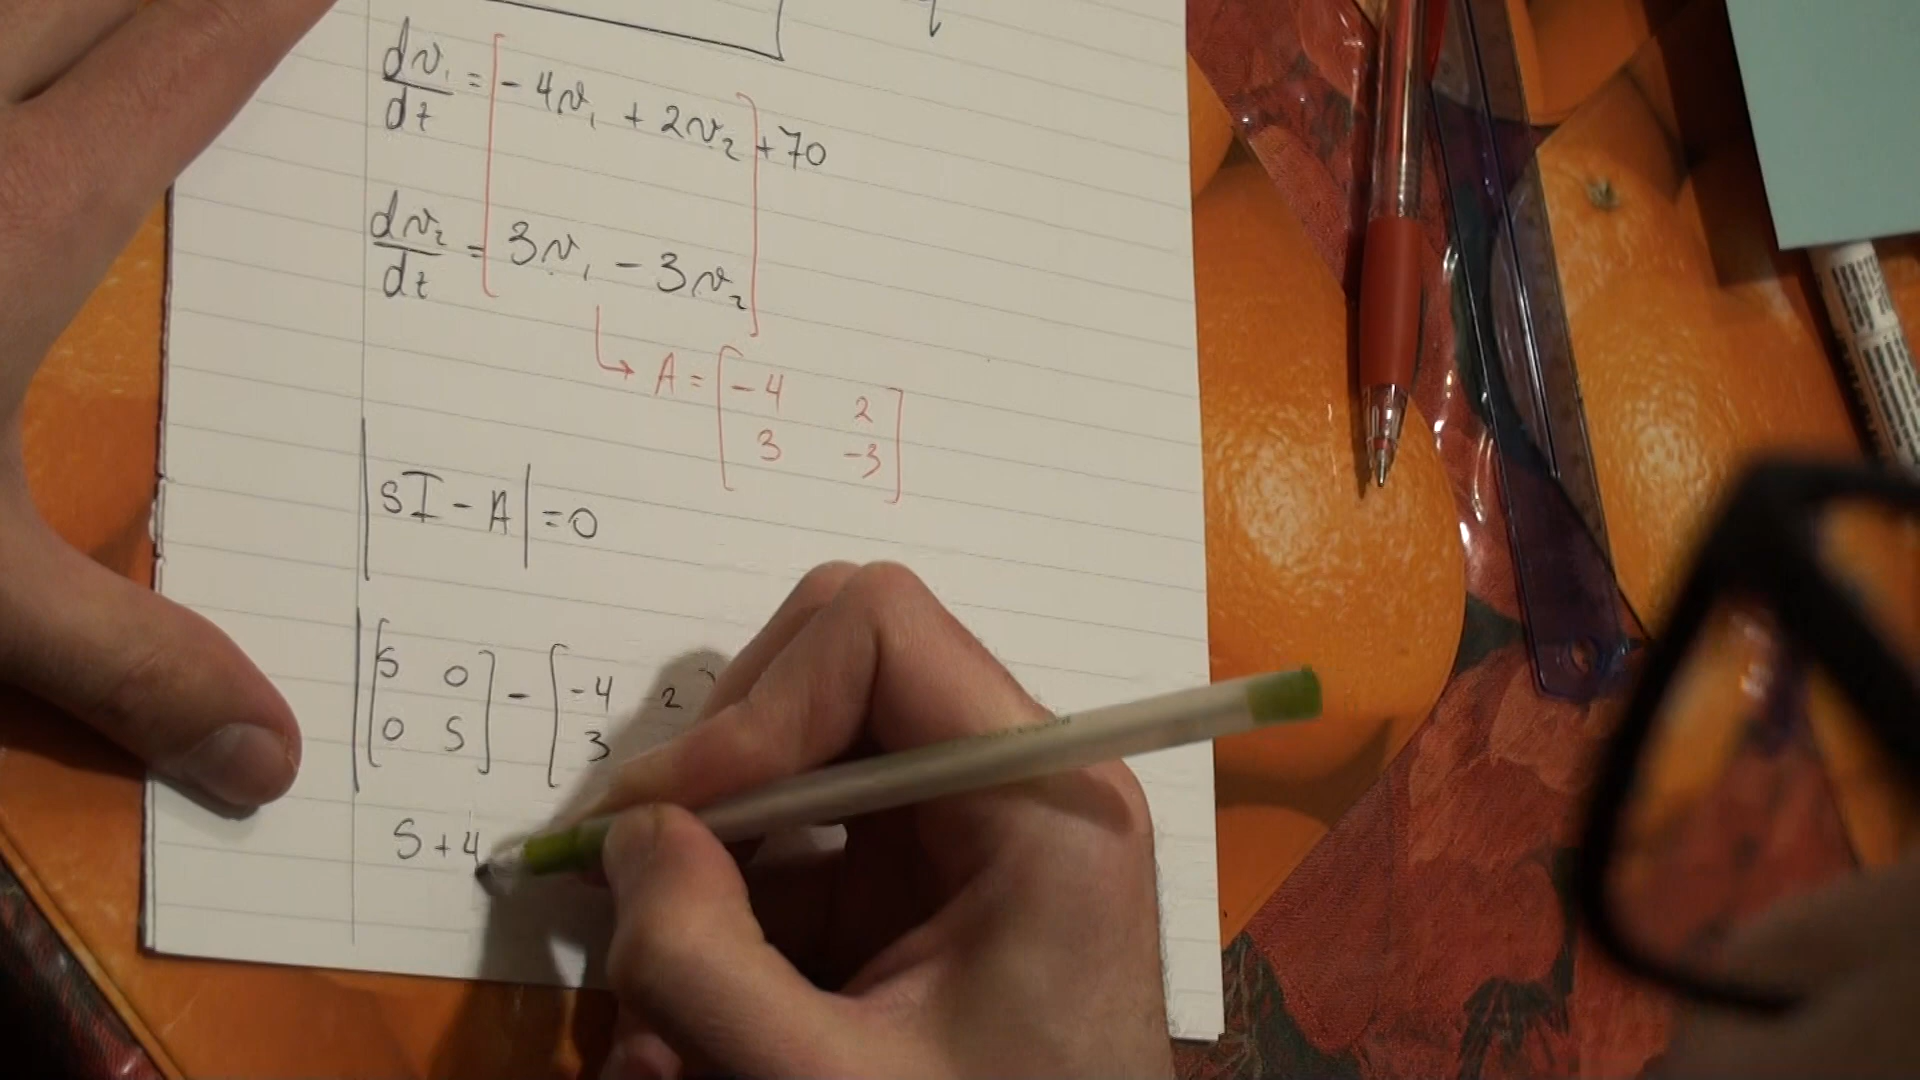 dv₁/dt = [-4v₁ + 2v₂] + 70
dv₂/dt = [3v₁ - 3v₂]
↳ A = [-4 2
3 -3]
|sI - A| = 0
|[s 0] - [-4 2
[0 s] 3
s+4